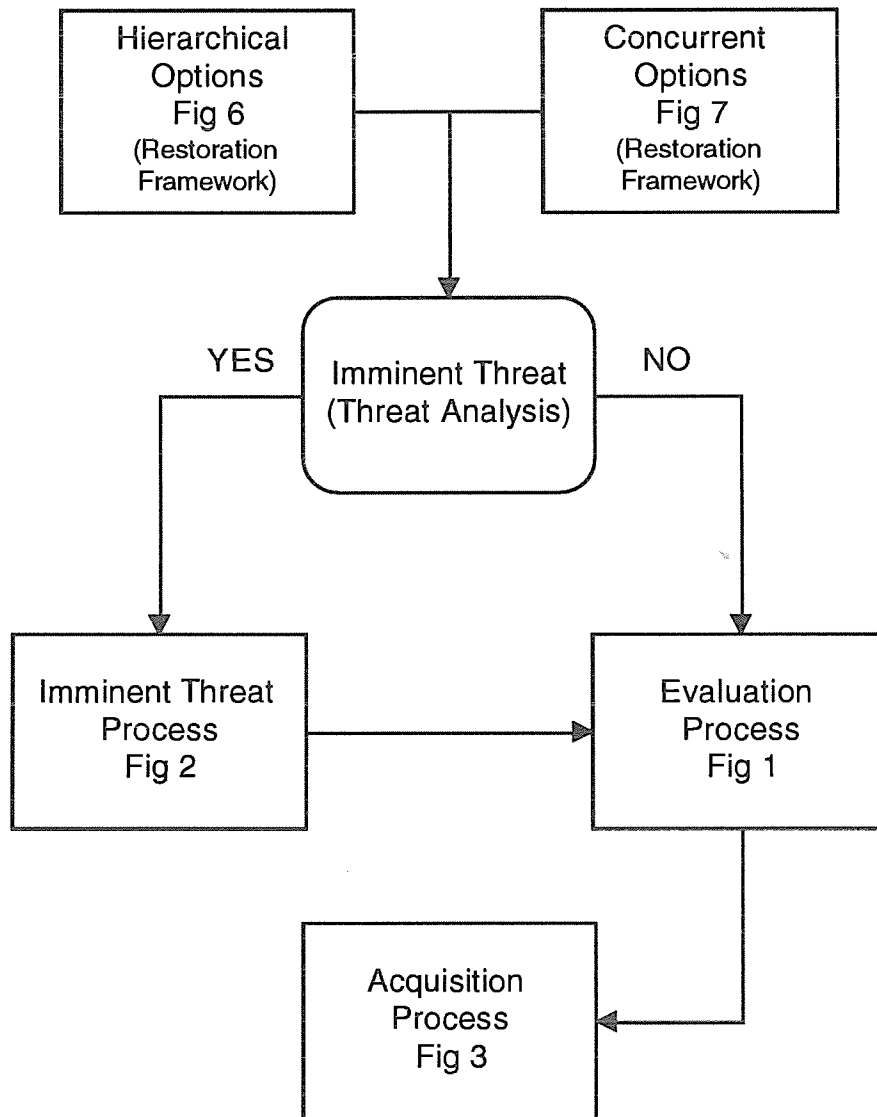 Hierarchical
Options
Fig 6
(Restoration
Framework)
Concurrent
Options
Fig 7
(Restoration
Framework)
YES
Imminent Threat
(Threat Analysis)
NO
Imminent Threat
Process
Fig 2
Evaluation
Process
Fig 1
Acquisition
Process
Fig 3